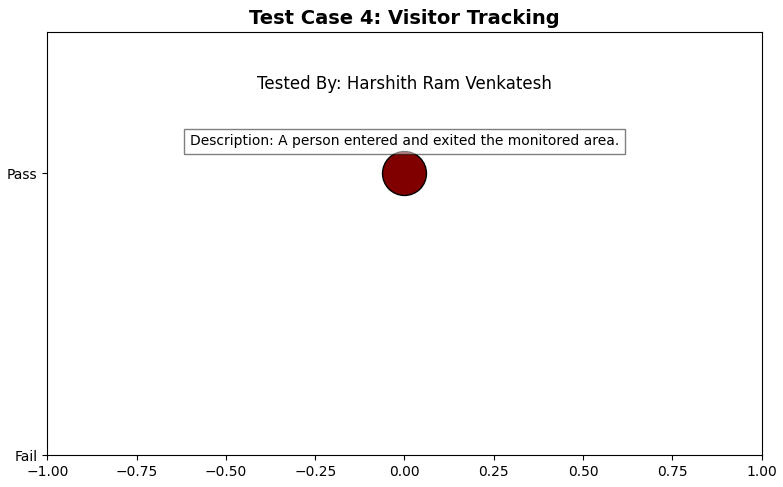 Test Case 4: Visitor Tracking
Tested By: Harshith Ram Venkatesh
Description: A person entered and exited the monitored area.
Pass
Fail
−1.00 −0.75 −0.50 −0.25 0.00 0.25 0.50 0.75 1.00